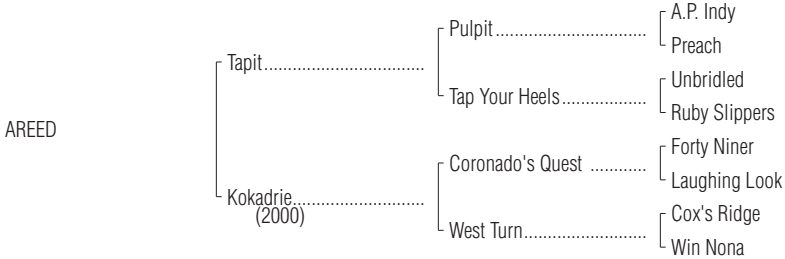 A.P. Indy
Pulpit................................
Preach
Tapit..................................
Unbridled
Tap Your Heels..................
Ruby Slippers
AREED
Forty Niner
Coronado's Quest ............
Laughing Look
Kokadrie............................
(2000)
Cox's Ridge
West Turn..........................
Win Nona